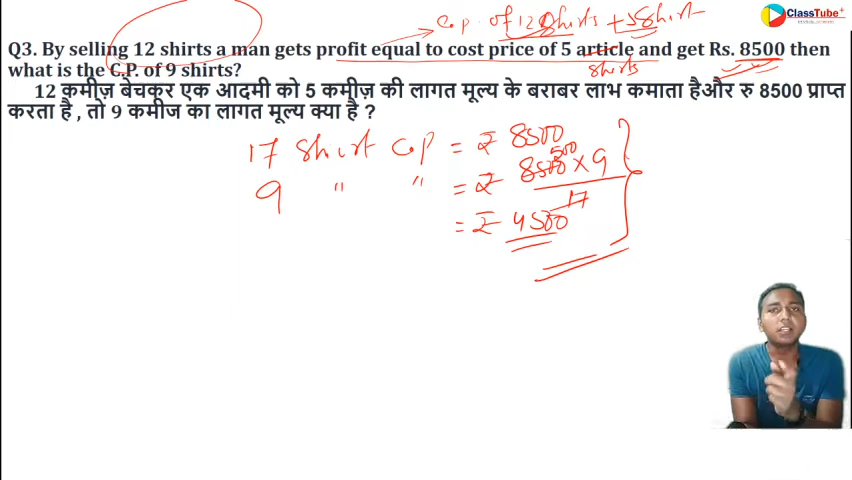 C.P. of 12 shirts + 5 shirt
ClassTube+
Q3. By selling 12 shirts a man gets profit equal to cost price of 5 article and get Rs. 8500 then
shirts
what is the C.P. of 9 shirts?
12 कमीज़ बेचकर एक आदमी को 5 कमीज़ की लागत मूल्य के बराबर लाभ कमाता हैऔर रु 8500 प्राप्त
करता है , तो 9 कमीज का लागत मूल्य क्या है ?
17 Shirt Cp = ₹ 8500
500
9 " " = ₹ 8500 × 9
17
= ₹ 4500